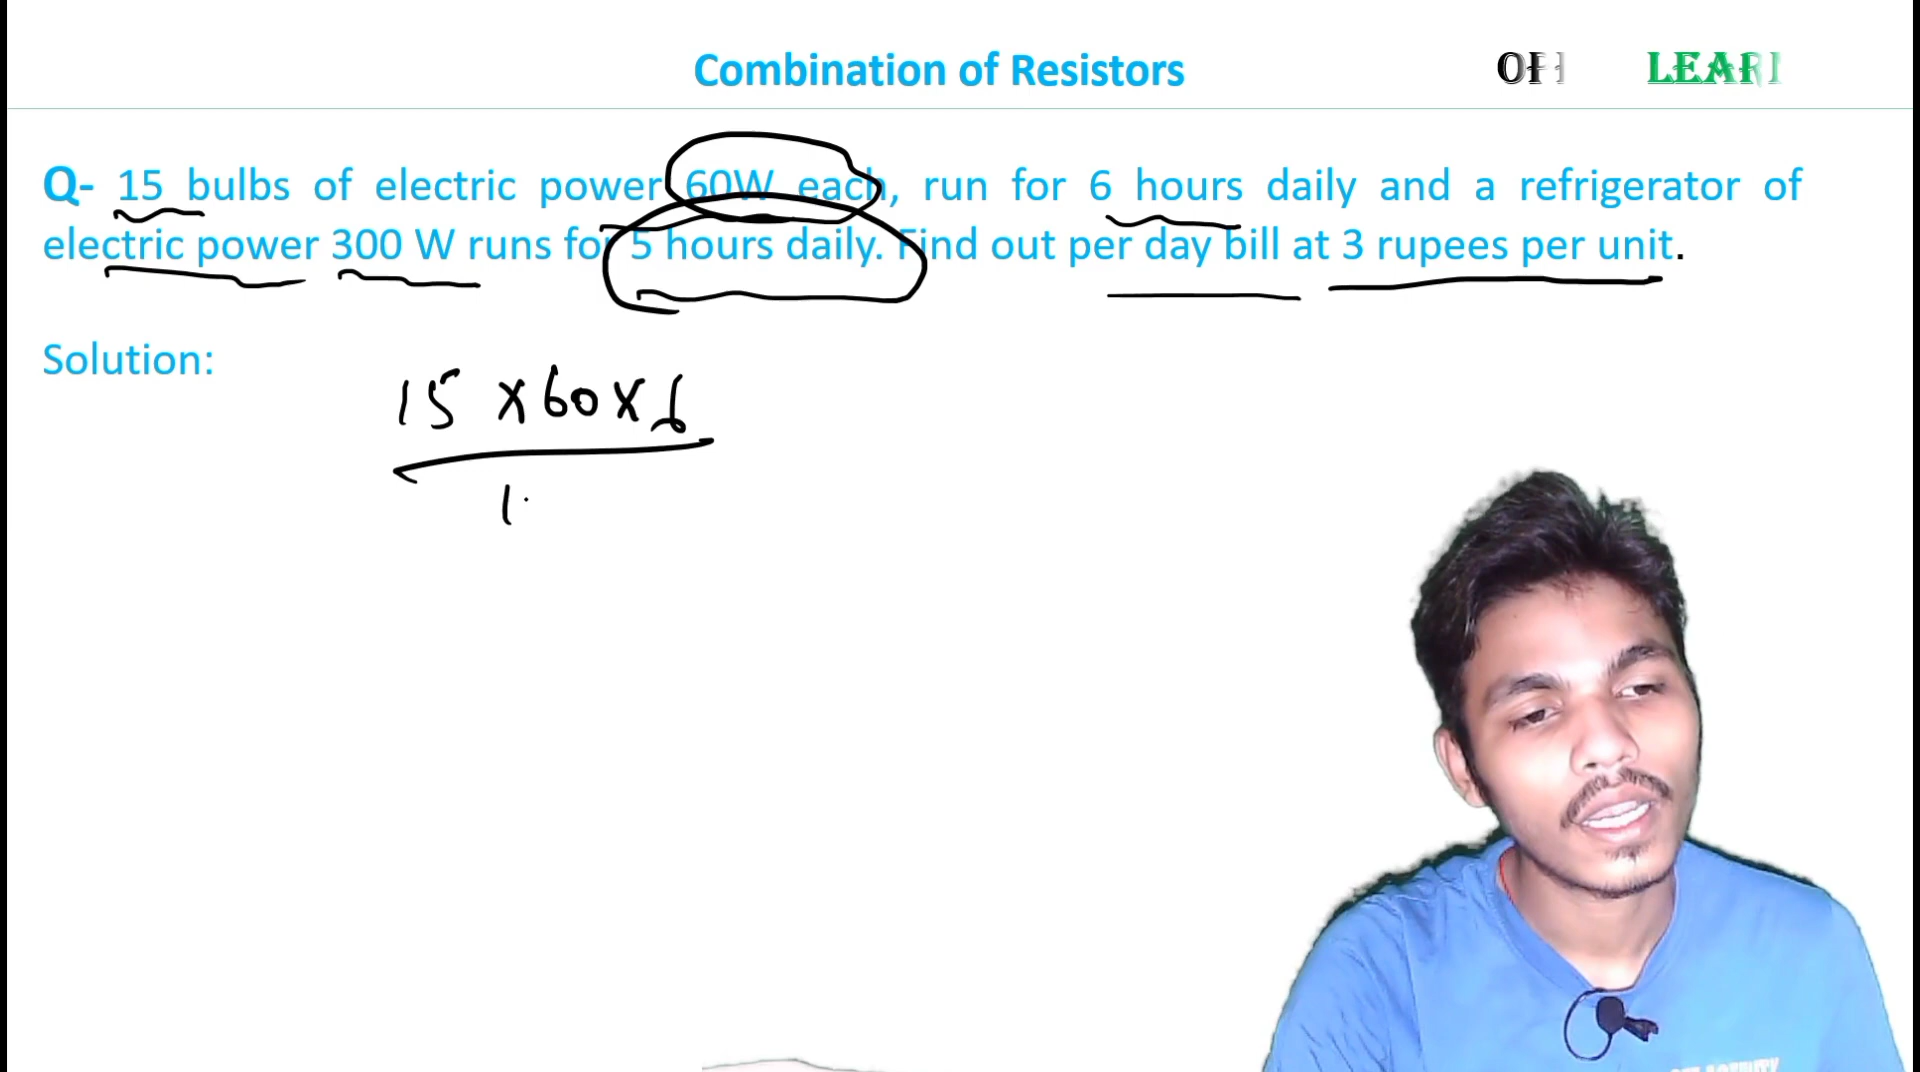 Combination of Resistors
Q- 15 bulbs of electric power 60W each, run for 6 hours daily and a refrigerator of
electric power 300 W runs for 5 hours daily. Find out per day bill at 3 rupees per unit.
Solution:
15 x 60 x 6
1